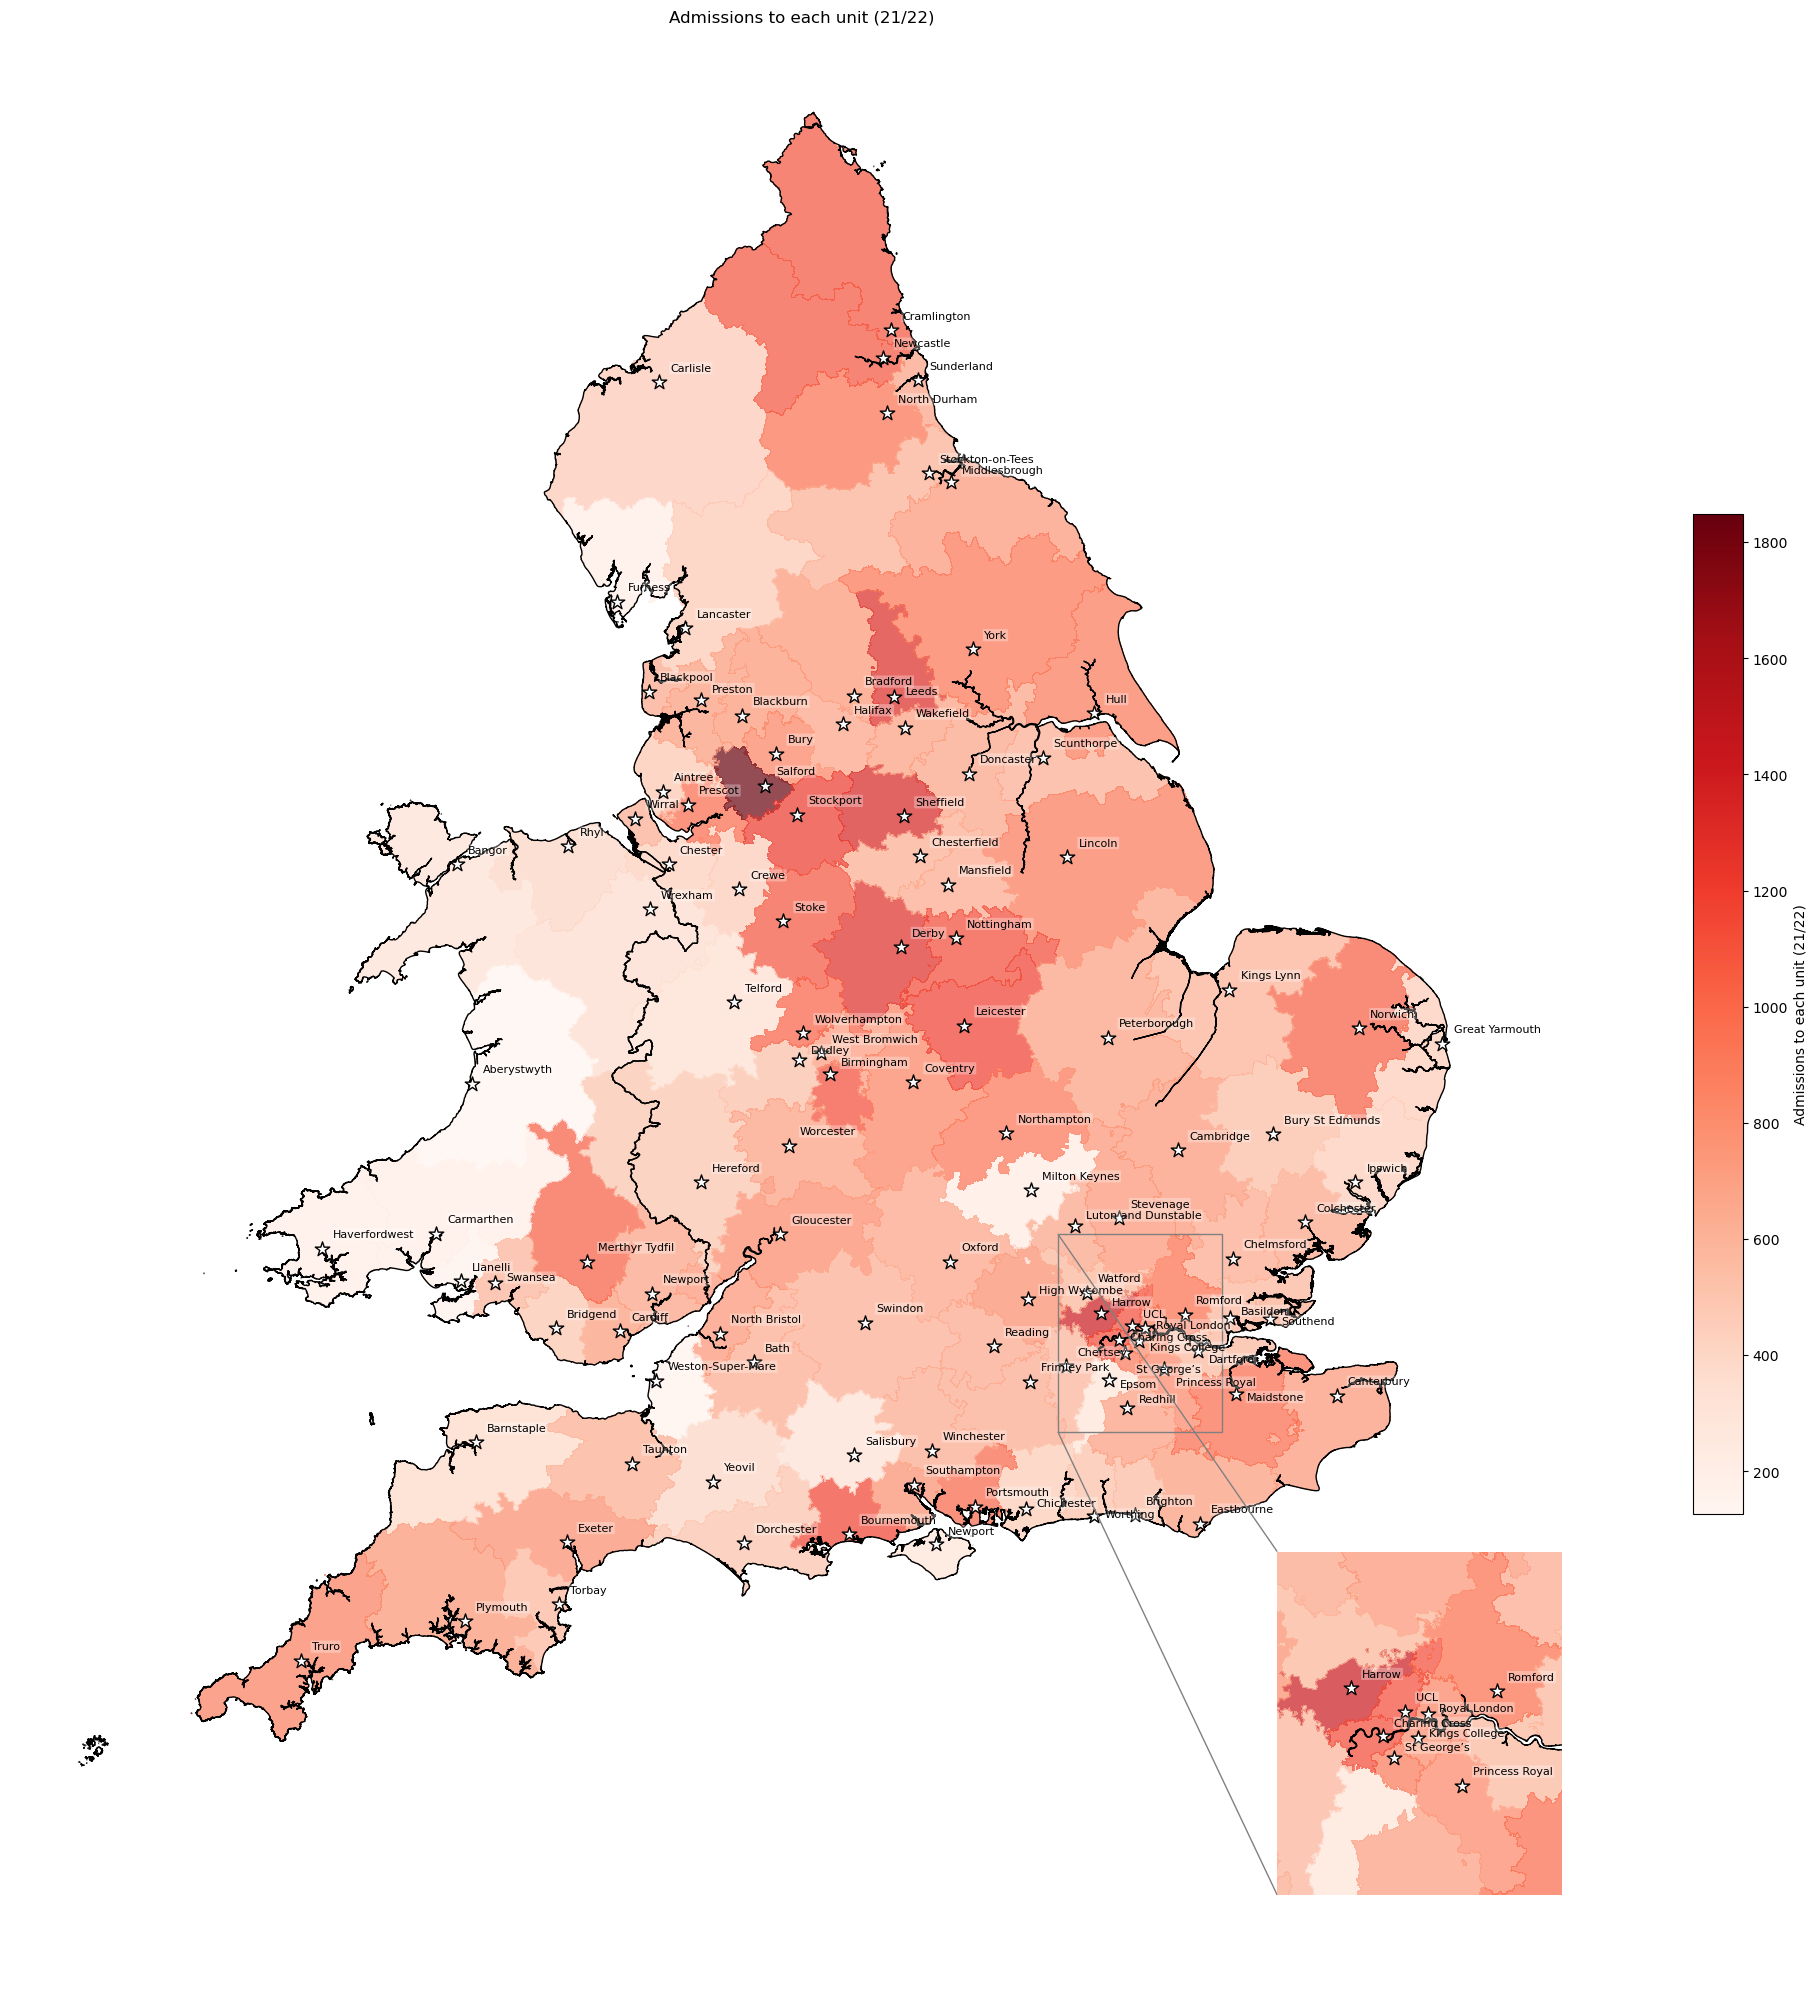 Admissions to each unit (21/22)
Cramlington
Newcastle
Carlisle
Sunderland
North Durham
Stockton-on-Tees
Middlesbrough
Furness
Lancaster
York
Blackpool
Bradford
Preston
Leeds
Blackburn
Hull
Halifax
Wakefield
Bury
Scunthorpe
Doncaster
Aintree
Salford
Prescot
Wirral
Stockport
Sheffield
Rhyl
Bangor
Chester
Chesterfield
Lincoln
Crewe
Mansfield
Wrexham
Stoke
Derby
Nottingham
Kings Lynn
Telford
Leicester
Norwich
Wolverhampton
Peterborough
Great Yarmouth
West Bromwich
Dudley
Birmingham
Coventry
Aberystwyth
Northampton
Bury St Edmunds
Worcester
Cambridge
Hereford
Milton Keynes
Ipswich
Stevenage
Luton and Dunstable
Colchester
Carmarthen
Gloucester
Haverfordwest
Merthyr Tydfil
Oxford
Chelmsford
Llanelli
Swansea
Newport
Watford
High Wycombe
Harrow
Romford
Basildon
Southend
Bridgend
Cardiff
North Bristol
Swindon
UCL
Royal London
Charing Cross
Kings College
Reading
Bath
Chertsey
Dartford
Weston-Super-Mare
Frimley Park
St George's
Princess Royal
Epsom
Canterbury
Maidstone
Redhill
Barnstaple
Taunton
Salisbury
Winchester
Yeovil
Southampton
Portsmouth
Chichester
Worthing
Brighton
Eastbourne
Exeter
Dorchester
Bournemouth
Newport
Torbay
Plymouth
Truro
Harrow
Romford
UCL
Royal London
Charing Cross
Kings College
St George's
Princess Royal
1800
1600
1400
1200
1000
800
600
400
200
Admissions to each unit (21/22)